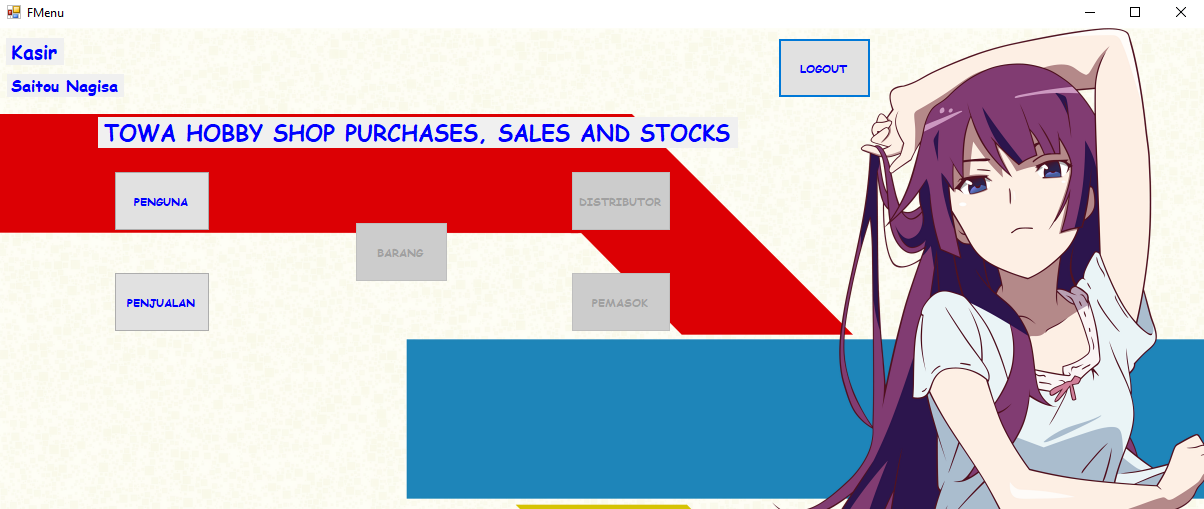 FMenu
Kasir
Saitou Nagisa
LOGOUT
TOWA HOBBY SHOP PURCHASES, SALES AND STOCKS
PENGUNA
DISTRIBUTOR
BARANG
PENJUALAN
PEMASOK